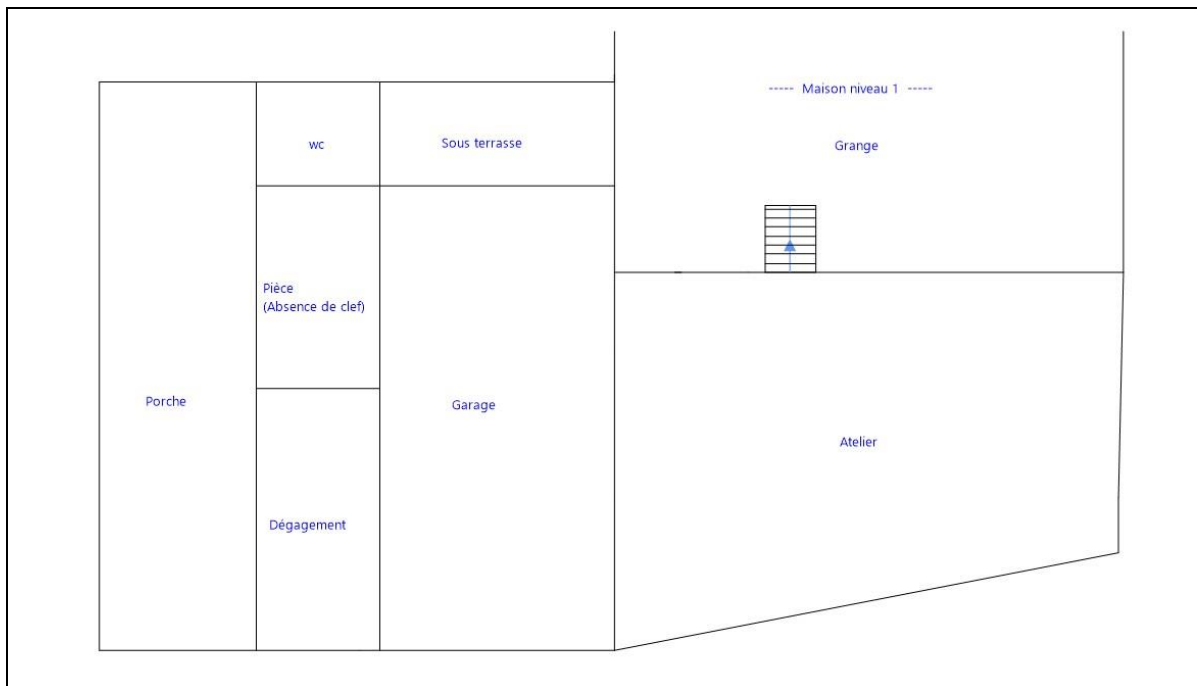 ----- Maison niveau 1 -----
wc
Sous terrasse
Grange
Pièce
(Absence de clef)
Porche
Garage
Atelier
Dégagement